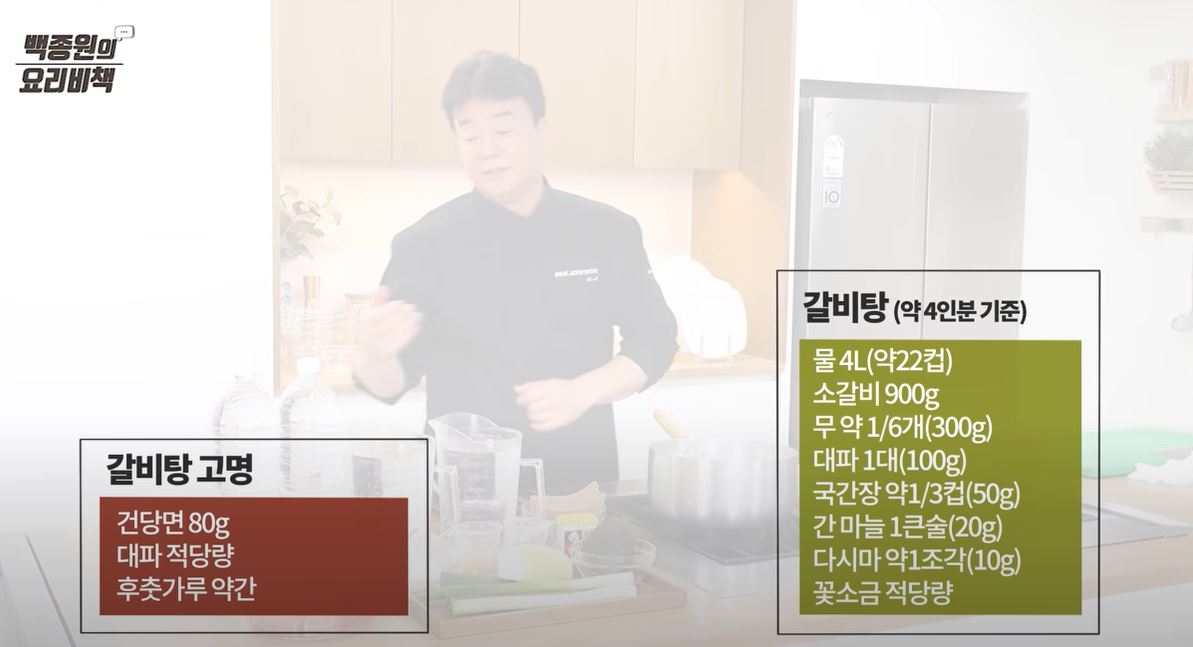 백종원의
요리비책
갈비탕 (약 4인분 기준)
물 4L(약22컵)
소갈비 900g
무 약 1/6개(300g)
대파 1대(100g)
국간장 약1/3컵(50g)
간 마늘 1큰술(20g)
다시마 약1조각(10g)
꽃소금 적당량
갈비탕 고명
건당면 80g
대파 적당량
후춧가루 약간